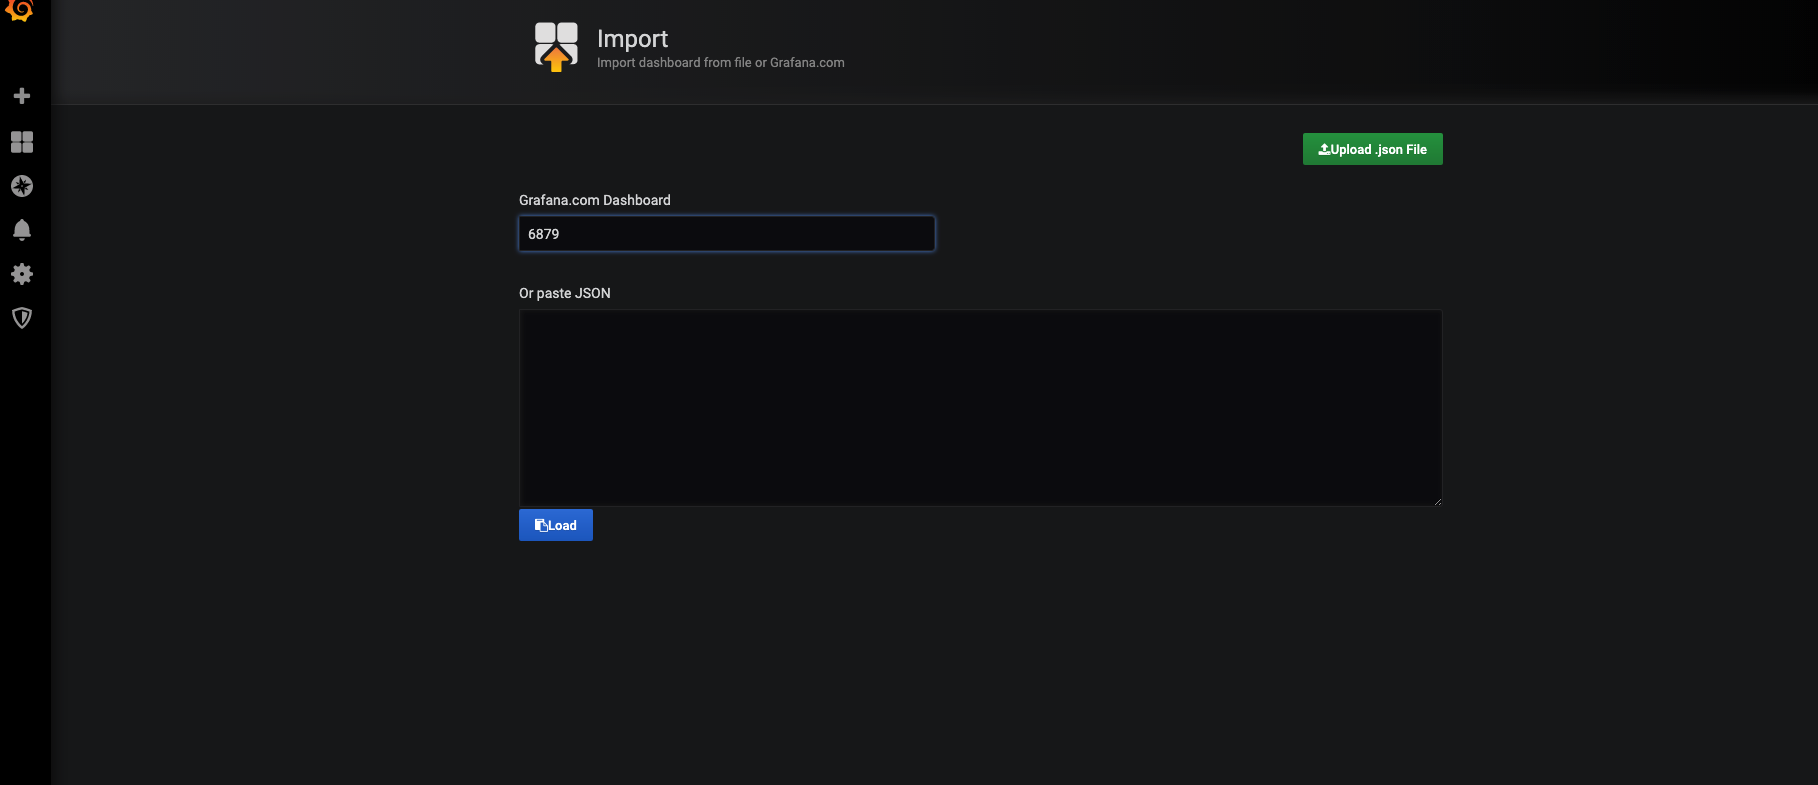 Import
Import dashboard from file or Grafana.com
Upload .json File
Grafana.com Dashboard
6879
Or paste JSON
Load